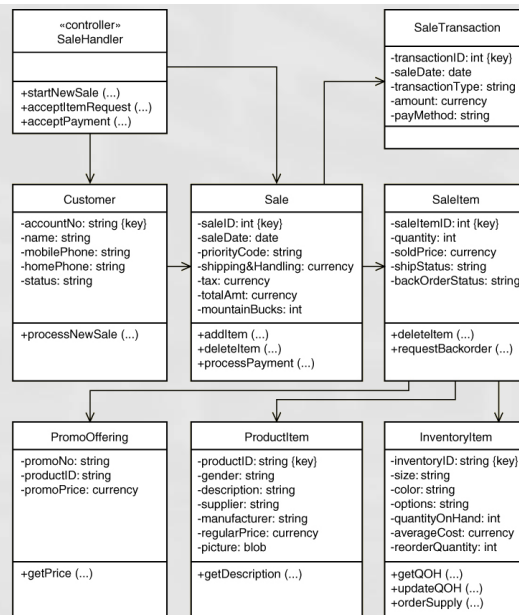 «controller»
SaleHandler
+startNewSale (...)
+acceptItemRequest (...)
+acceptPayment (...)
SaleTransaction
-transactionID: int {key}
-saleDate: date
-transactionType: string
-amount: currency
-payMethod: string
Customer
-accountNo: string {key}
-name: string
-mobilePhone: string
-homePhone: string
-status: string
+processNewSale (...)
Sale
-saleID: int {key}
-saleDate: date
-priorityCode: string
-shipping&Handling: currency
-tax: currency
-totalAmt: currency
-mountainBucks: int
+addItem (...)
+deleteItem (...)
+processPayment (...)
SaleItem
-saleItemID: int {key}
-quantity: int
-soldPrice: currency
-shipStatus: string
-backOrderStatus: string
+deleteItem (...)
+requestBackorder (...)
PromoOffering
-promoNo: string
-productID: string
-promoPrice: currency
+getPrice (...)
ProductItem
-productID: string {key}
-gender: string
-description: string
-supplier: string
-manufacturer: string
-regularPrice: currency
-picture: blob
+getDescription (...)
InventoryItem
-inventoryID: string {key}
-size: string
-color: string
-options: string
-quantityOnHand: int
-averageCost: currency
-reorderQuantity: int
+getQOH (...)
+updateQOH (...)
+orderSupply (...)